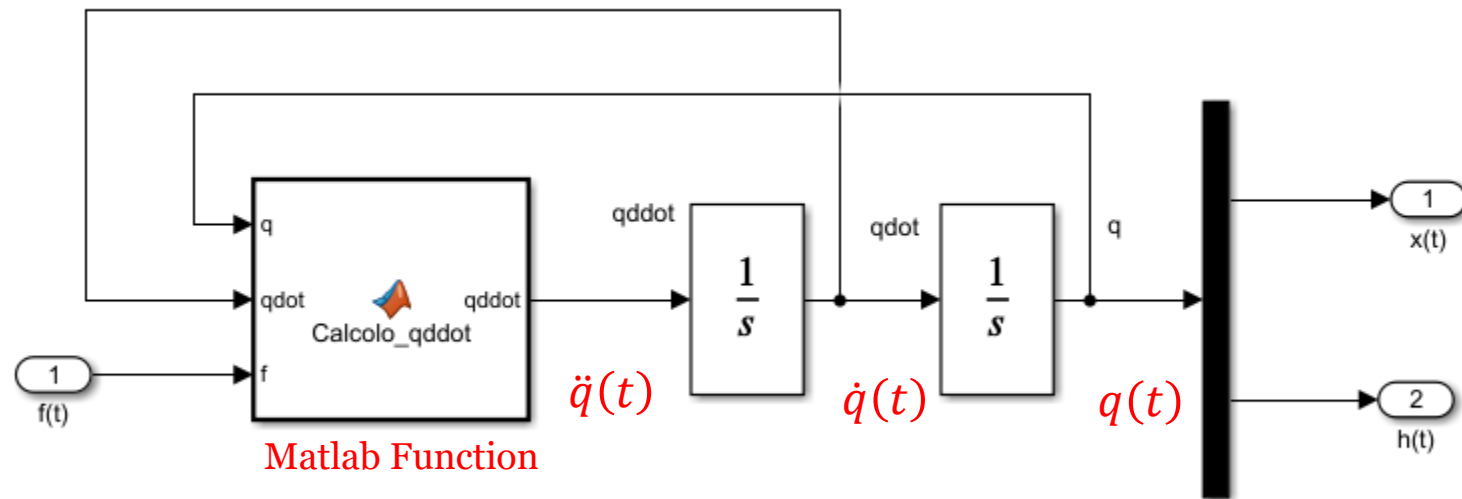 q
qdot
f
Calcolo_qddot
qddot
1
f(t)
Matlab Function
qddot
q̈(t)
1
s
qdot
q̇(t)
1
s
q
q(t)
1
x(t)
2
h(t)